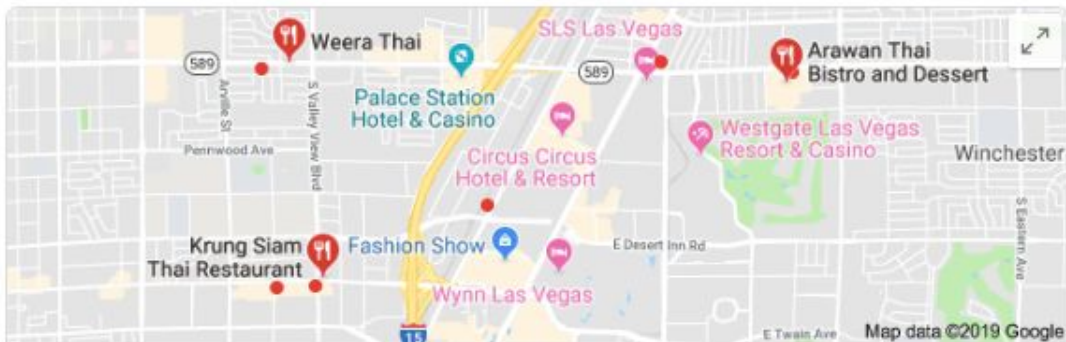 SLS Las Vegas
Weera Thai
589
589
Arawan Thai
Bistro and Dessert
Arville St
S Valley View Blvd
Palace Station
Hotel & Casino
Pennwood Ave
Circus Circus
Hotel & Resort
Westgate Las Vegas
Resort & Casino
Winchester
S Eastern Ave
Krung Siam
Thai Restaurant
Fashion Show
E Desert Inn Rd
Wynn Las Vegas
15
E Twain Ave
Map data ©2019 Google